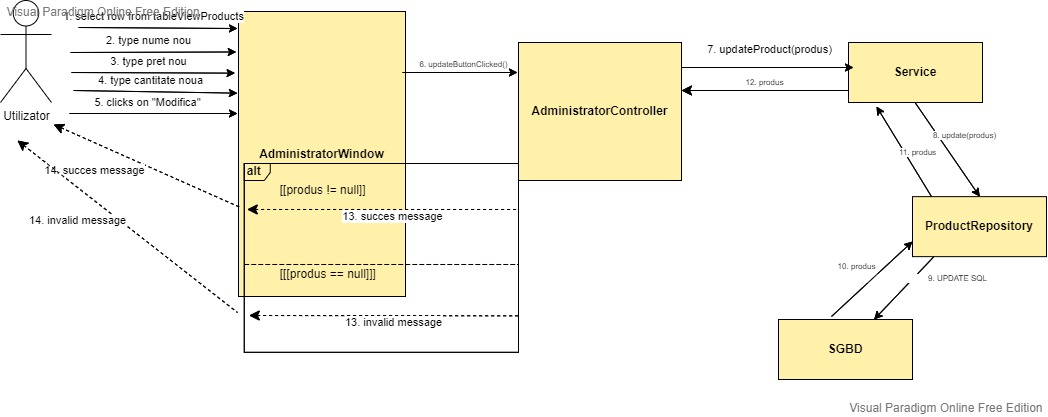 Visual Paradigm Online Free Edition
1. select row from tableViewProducts
2. type nume nou
3. type pret nou
4. type cantitate noua
5. clicks on "Modifica"
Utilizator
6. updateButtonClicked()
7. updateProduct(produs)
12. produs
Service
AdministratorController
8. update(produs)
11. produs
AdministratorWindow
alt
14. succes message
[[produs != null]]
13. succes message
14. invalid message
ProductRepository
10. produs
9. UPDATE SQL
[[[produs == null]]]
13. invalid message
SGBD
Visual Paradigm Online Free Edition